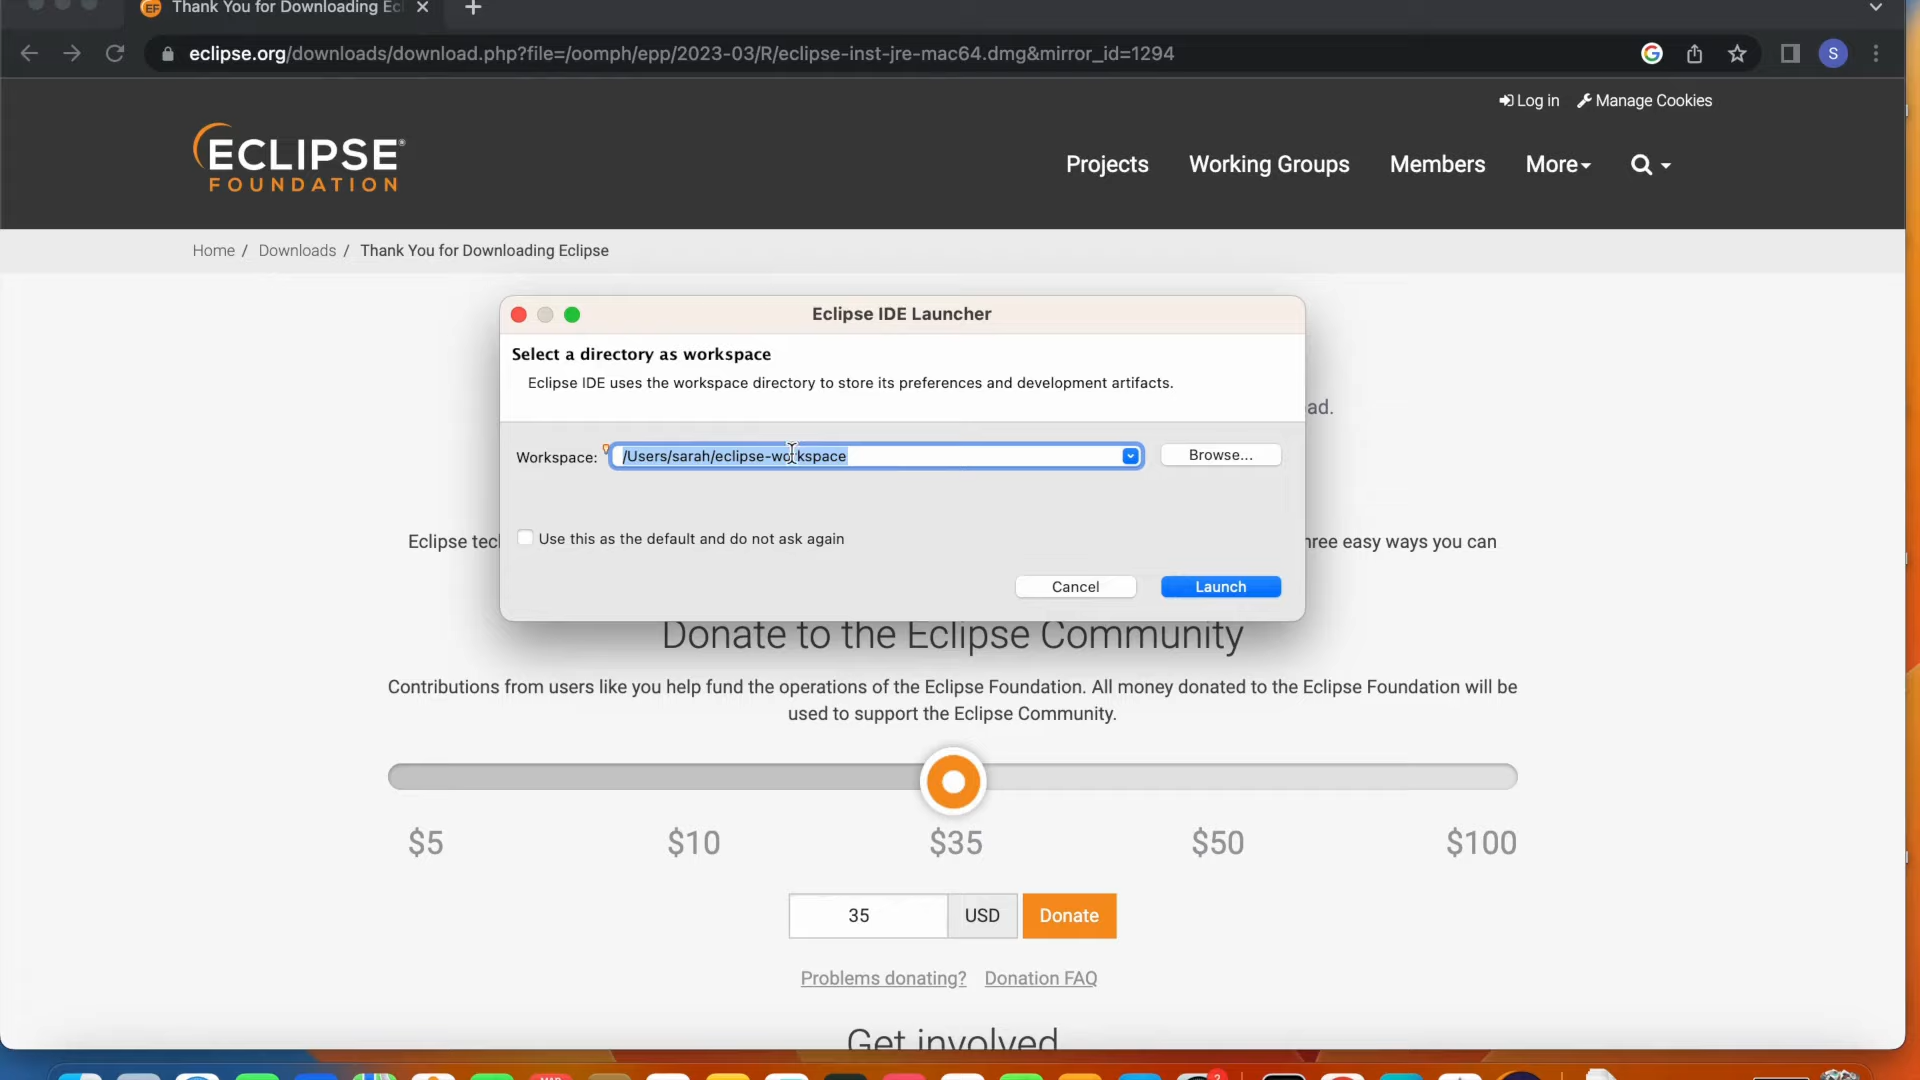 Thank You for Downloading Ec
eclipse.org/downloads/download.php?file=/oomph/epp/2023-03/R/eclipse-inst-jre-mac64.dmg&mirror_id=1294
S
Log in Manage Cookies
ECLIPSE
FOUNDATION
Projects Working Groups Members More
Home / Downloads / Thank You for Downloading Eclipse
Eclipse IDE Launcher
Select a directory as workspace
Eclipse IDE uses the workspace directory to store its preferences and development artifacts.
ad.
Workspace: /Users/sarah/eclipse-workspace Browse...
Eclipse tec hree easy ways you can
Use this as the default and do not ask again
Cancel Launch
Donate to the Eclipse Community
Contributions from users like you help fund the operations of the Eclipse Foundation. All money donated to the Eclipse Foundation will be
used to support the Eclipse Community.
$5 $10 $35 $50 $100
35 USD Donate
Problems donating? Donation FAQ
Get involved